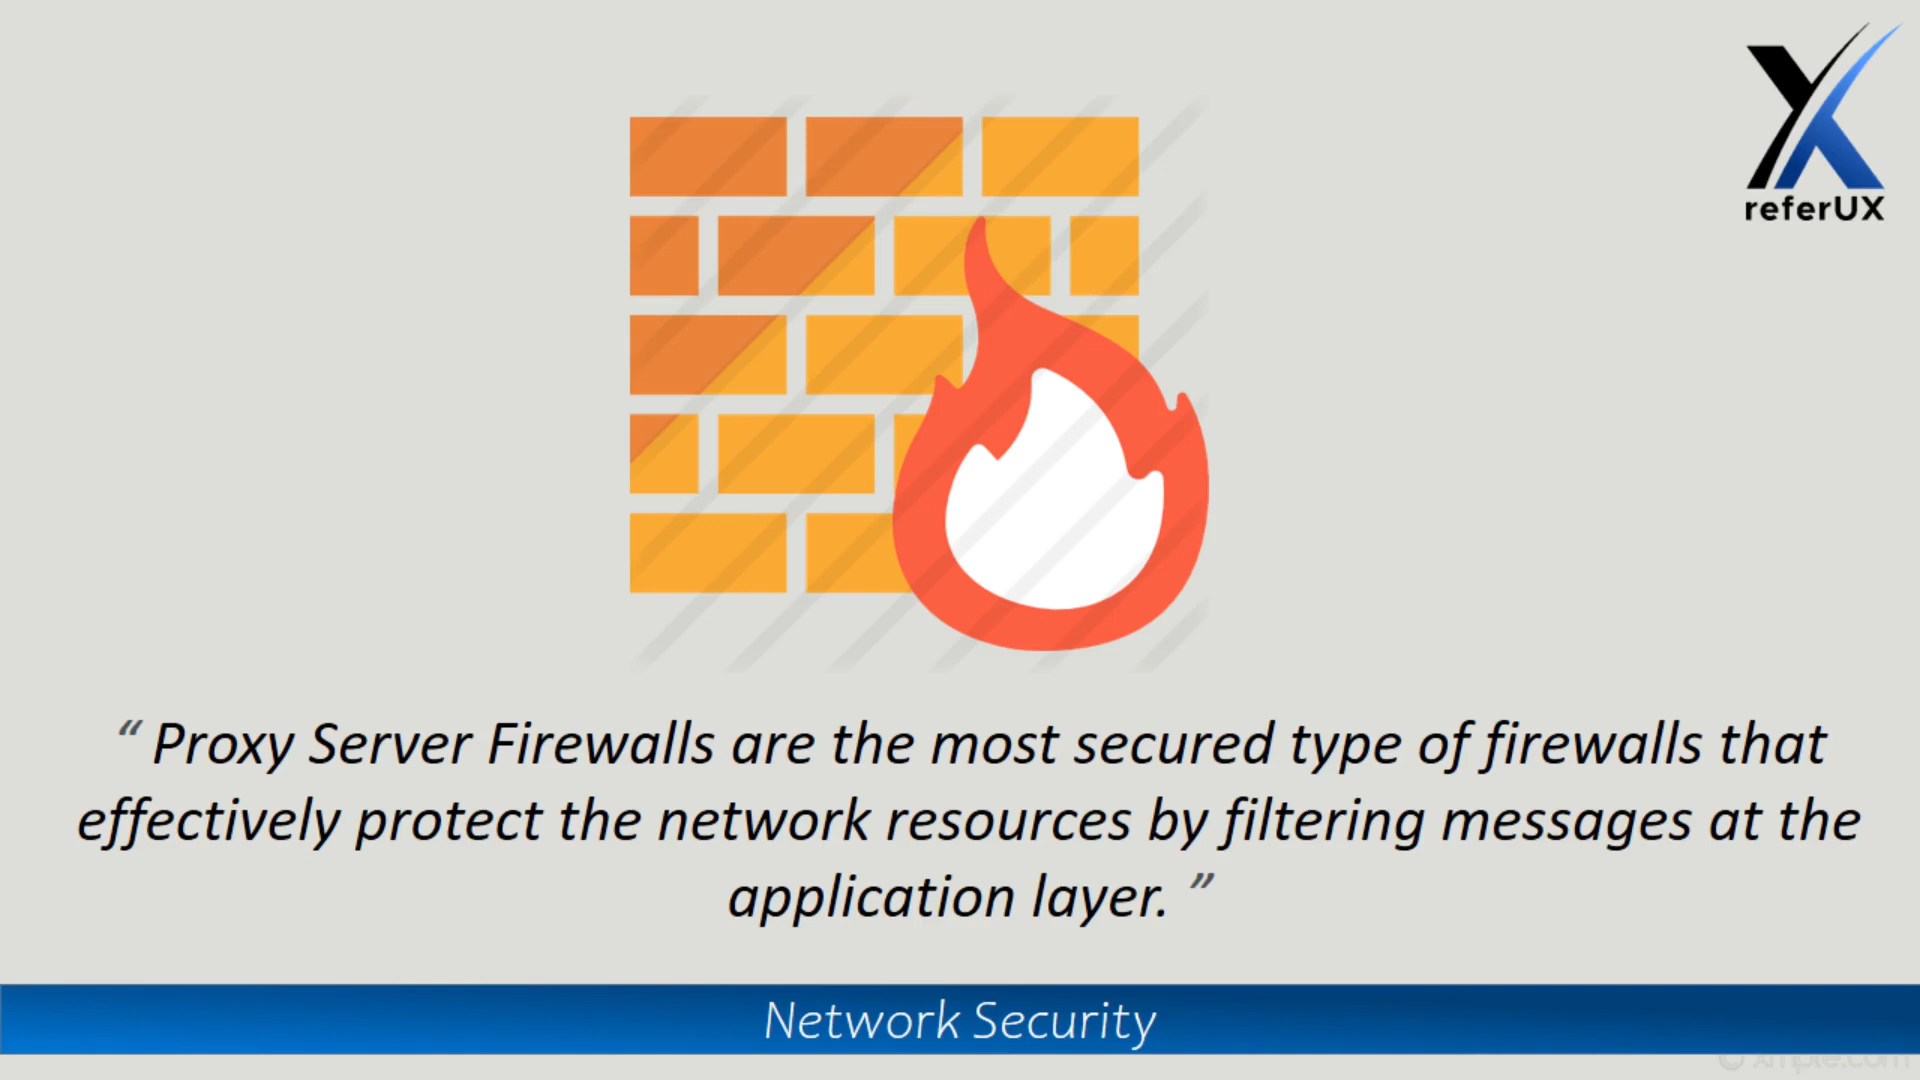 referUX
“ Proxy Server Firewalls are the most secured type of firewalls that
effectively protect the network resources by filtering messages at the
application layer. ”
Network Security